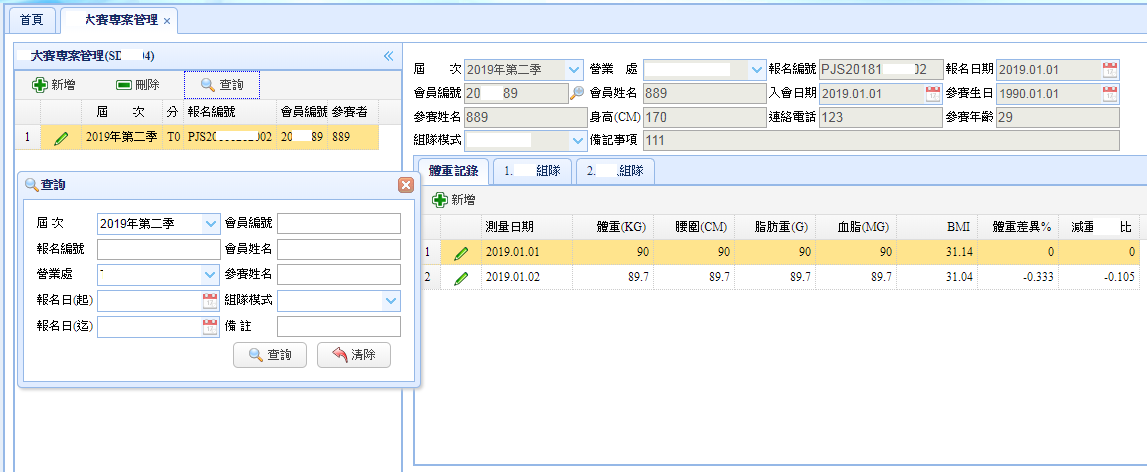 首頁 大賽專案管理 ×
大賽專案管理(SD 04)
新增 刪除 查詢
屆 次 分 報名編號 會員編號 參賽者
1 2019年第二季 T0 PJS2 002 20 89 889
查詢
屆 次 2019年第二季 會員編號
報名編號 會員姓名
營業處 - 參賽姓名
報名日(起) 組隊模式
報名日(迄) 備 註
查詢 清除
屆 次 2019年第二季 營業 處 報名編號 PJS20181 02 報名日期 2019.01.01
會員編號 20 89 會員姓名 889 入會日期 2019.01.01 參賽生日 1990.01.01
參賽姓名 889 身高(CM) 170 連絡電話 123 參賽年齡 29
組隊模式 備記事項 111
體重記錄 1. 組隊 2. 組隊
新增
測量日期 體重(KG) 腰圍(CM) 脂肪重(G) 血脂(MG) BMI 體重差異% 減重 比
1 2019.01.01 90 90 90 90 31.14 0 0
2 2019.01.02 89.7 89.7 89.7 89.7 31.04 -0.333 -0.105